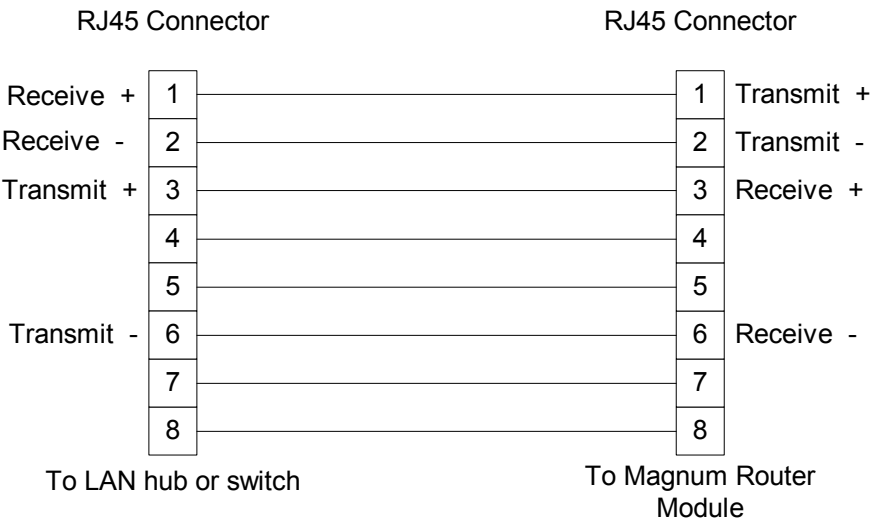 RJ45 Connector RJ45 Connector
Receive + 1 1 Transmit +
Receive - 2 2 Transmit -
Transmit + 3 3 Receive +
4 4
5 5
Transmit - 6 6 Receive -
7 7
8 8
To LAN hub or switch To Magnum Router
Module